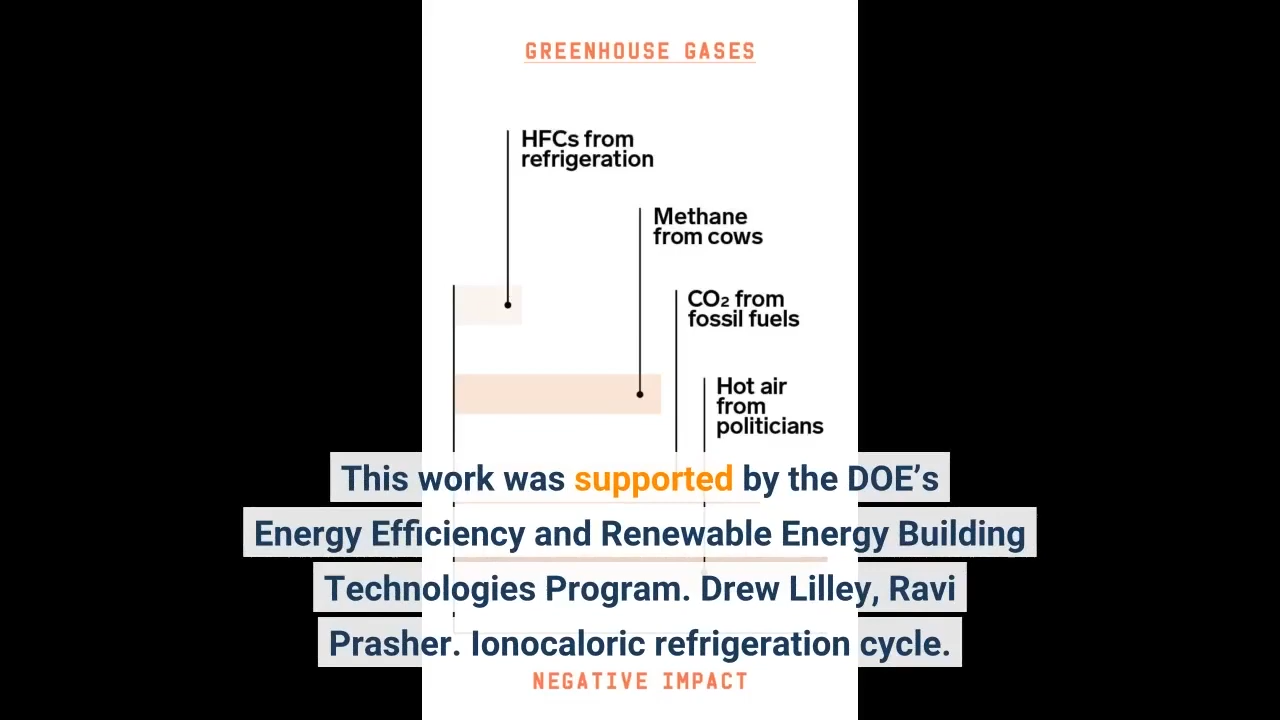 GREENHOUSE GASES
HFCs from
refrigeration
Methane
from cows
CO₂ from
fossil fuels
Hot air
from
politicians
This work was supported by the DOE’s
Energy Efficiency and Renewable Energy Building
Technologies Program. Drew Lilley, Ravi
Prasher. Ionocaloric refrigeration cycle.
NEGATIVE IMPACT